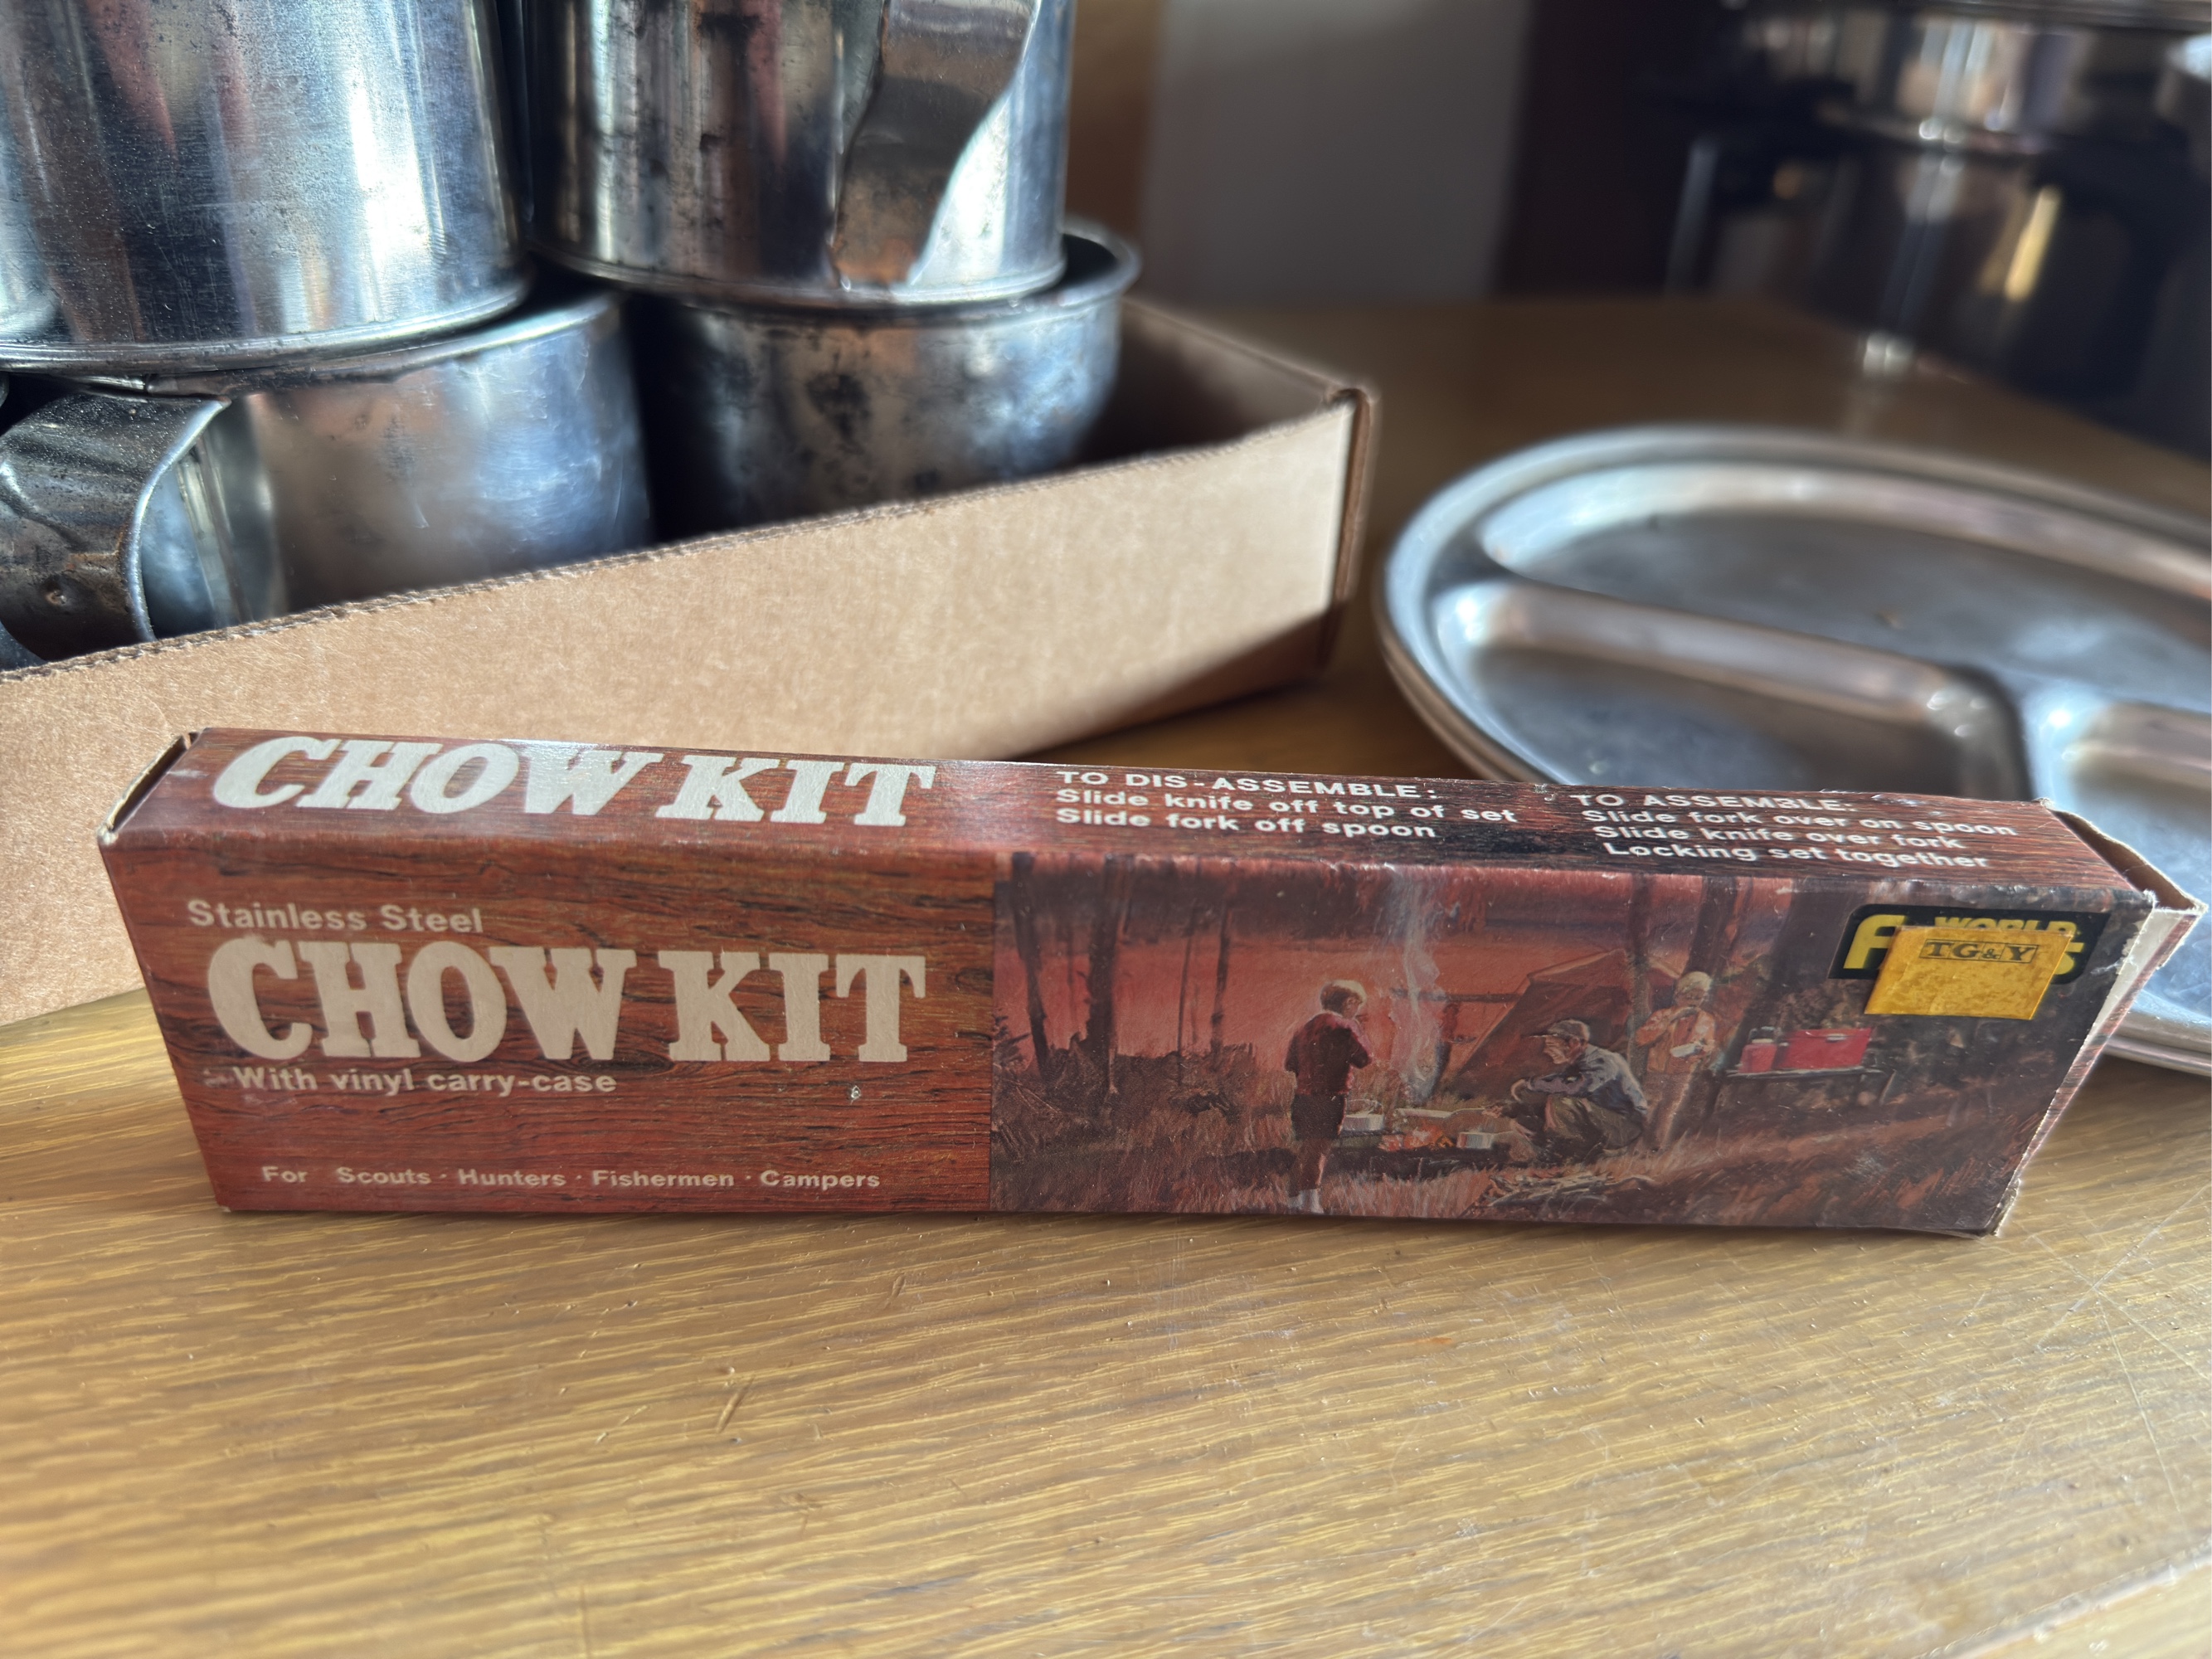 CHOW KIT
TO DIS-ASSEMBLE:
Slide knife off top of set
Slide fork off spoon
TO ASSEMBLE:
Slide fork over on spoon
Slide knife over fork
Locking set together
Stainless Steel
CHOW KIT
With vinyl carry-case
For Scouts · Hunters · Fishermen · Campers
WORLD
TG&Y